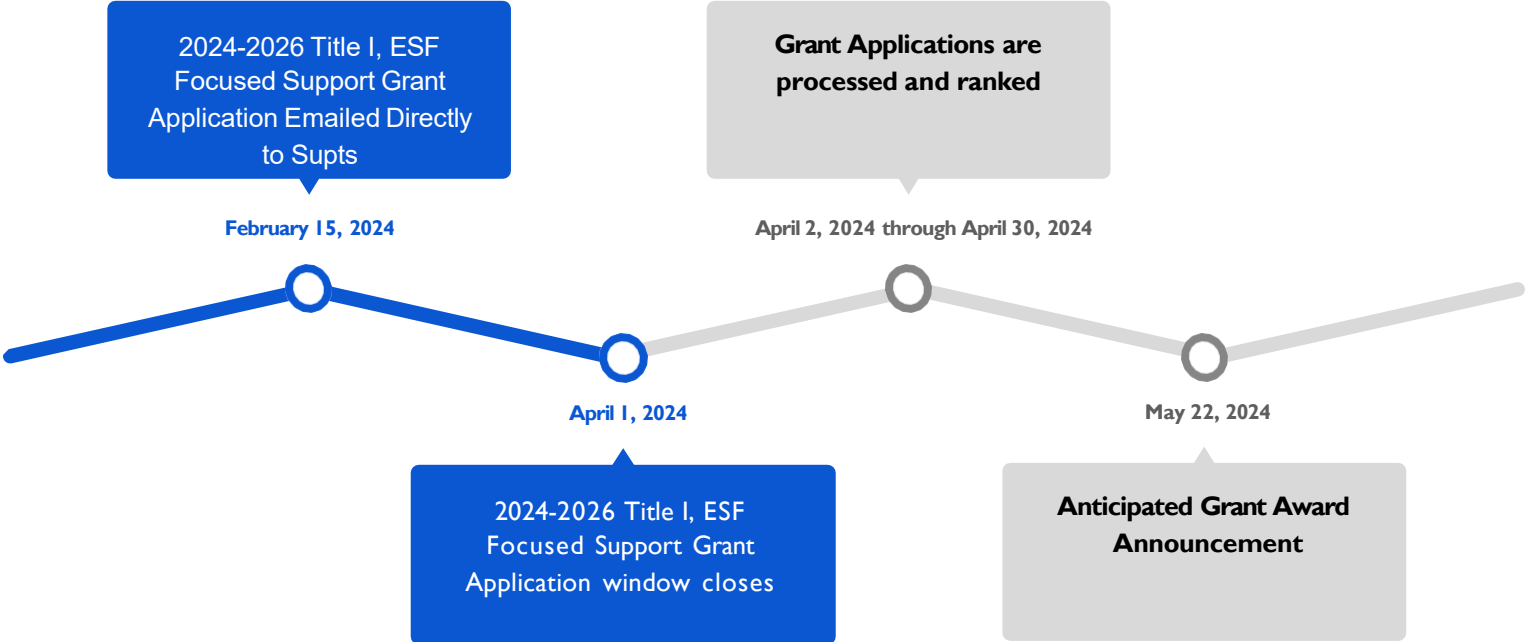 2024-2026 Title I, ESF
Focused Support Grant
Application Emailed Directly
to Supts
February 15, 2024
April 1, 2024
2024-2026 Title I, ESF
Focused Support Grant
Application window closes
Grant Applications are
processed and ranked
April 2, 2024 through April 30, 2024
May 22, 2024
Anticipated Grant Award
Announcement